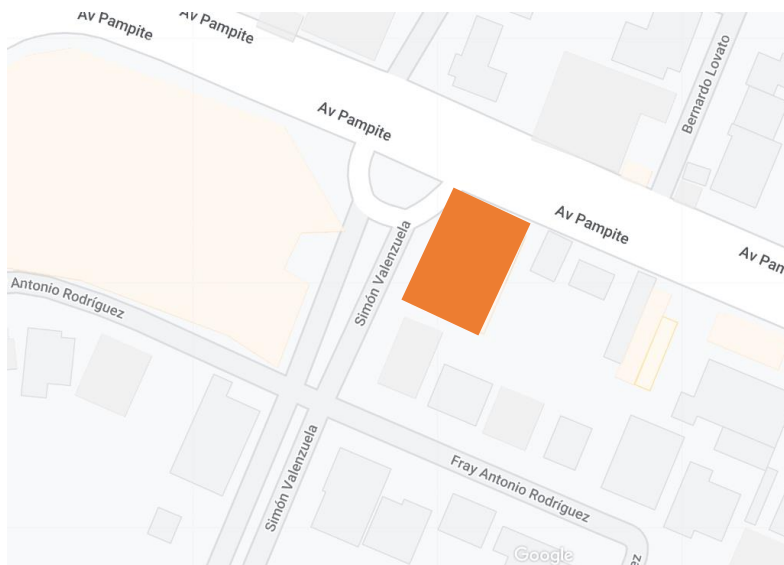 Av Pampite
Av Pampite
Bernardo Lovato
Av Pampite
Av Pampite
Simón Valenzuela
Av Pam
Antonio Rodríguez
Simón Valenzuela
Fray Antonio Rodríguez
Google
ez